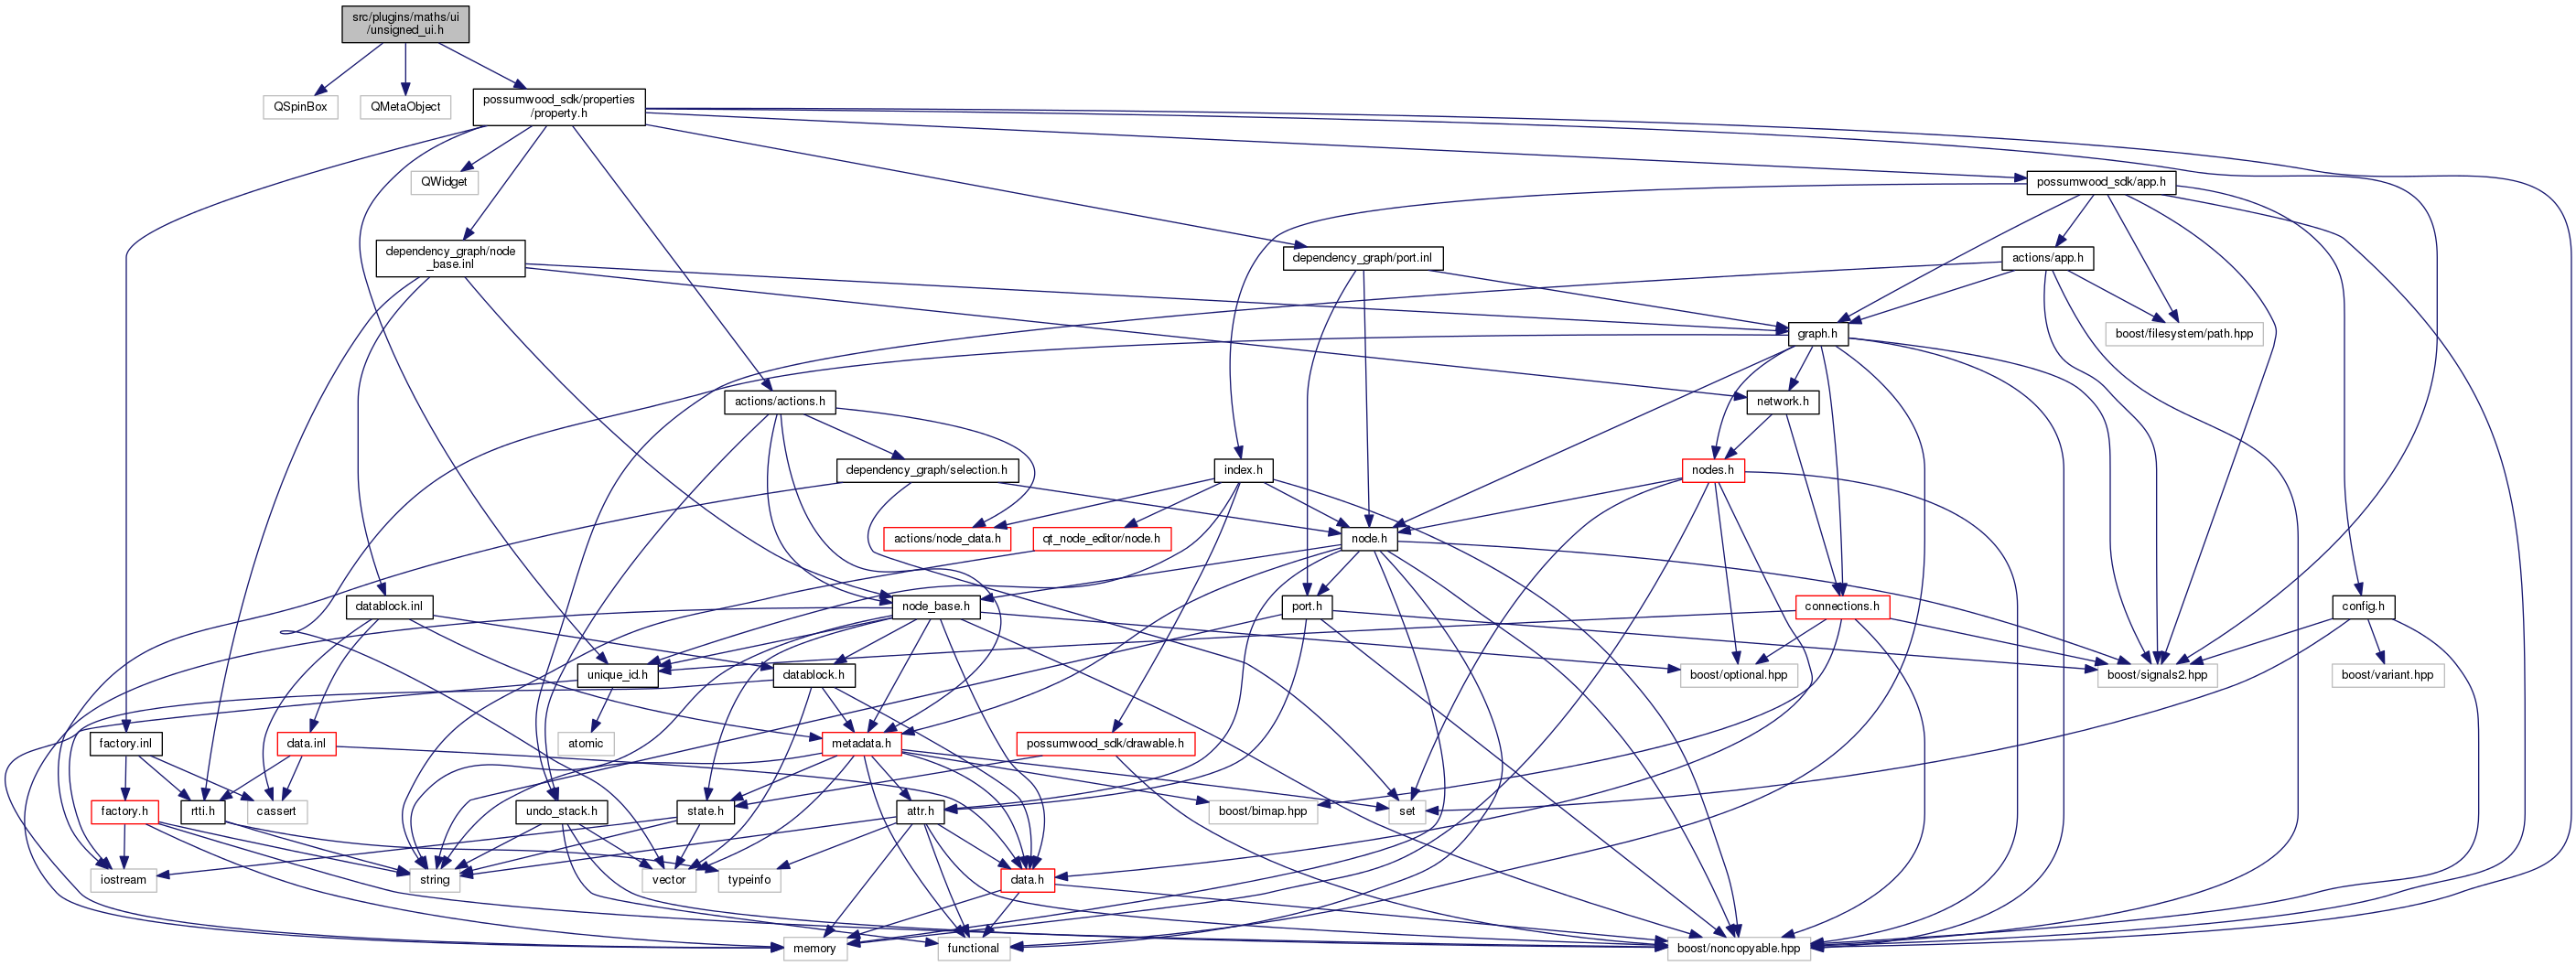 src/plugins/maths/ui
/unsigned_ui.h
QSpinBox
QMetaObject
possumwood_sdk/properties
/property.h
QWidget
possumwood_sdk/app.h
dependency_graph/node
_base.inl
dependency_graph/port.inl
actions/app.h
graph.h
boost/filesystem/path.hpp
actions/actions.h
network.h
dependency_graph/selection.h
index.h
nodes.h
actions/node_data.h
qt_node_editor/node.h
node.h
datablock.inl
node_base.h
port.h
connections.h
config.h
unique_id.h
datablock.h
boost/optional.hpp
boost/signals2.hpp
boost/variant.hpp
factory.inl
data.inl
atomic
metadata.h
possumwood_sdk/drawable.h
factory.h
rtti.h
cassert
undo_stack.h
state.h
attr.h
boost/bimap.hpp
set
iostream
string
vector
typeinfo
data.h
memory
functional
boost/noncopyable.hpp